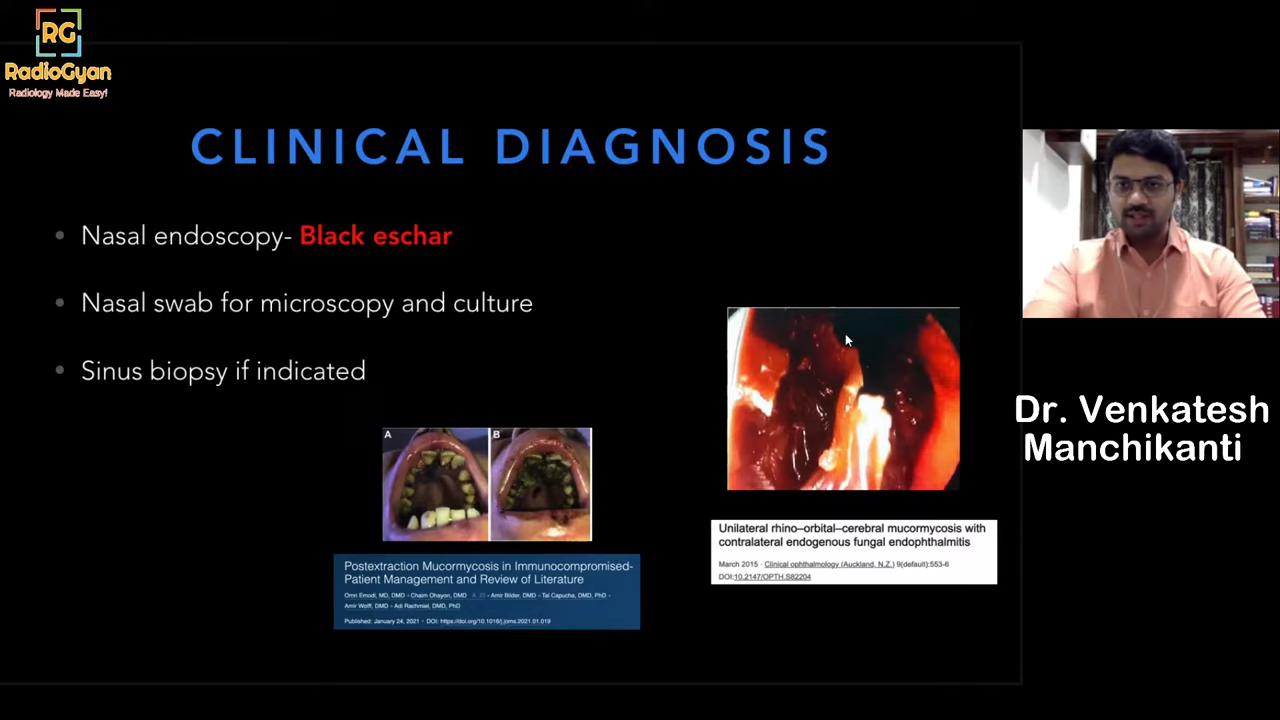 RG
RadioGyan
Radiology Made Easy!
CLINICAL DIAGNOSIS
Nasal endoscopy- Black eschar
Nasal swab for microscopy and culture
Sinus biopsy if indicated
A
B
Postextraction Mucormycosis in Immunocompromised-
Patient Management and Review of Literature
Omri Emodi, MD, DMD • Chaim Ohayon, DMD • Amir Bilder, DMD • Tal Capucha, DMD, PhD •
Amir Wolff, DMD • Adi Rachmiel, DMD, PhD
Published: January 24, 2021 • DOI: https://doi.org/10.1016/j.joms.2021.01.019
Unilateral rhino–orbital–cerebral mucormycosis with
contralateral endogenous fungal endophthalmitis
March 2015 · Clinical ophthalmology (Auckland, N.Z.) 9(default):553-6
DOI:10.2147/OPTH.S82204
Dr. Venkatesh
Manchikanti